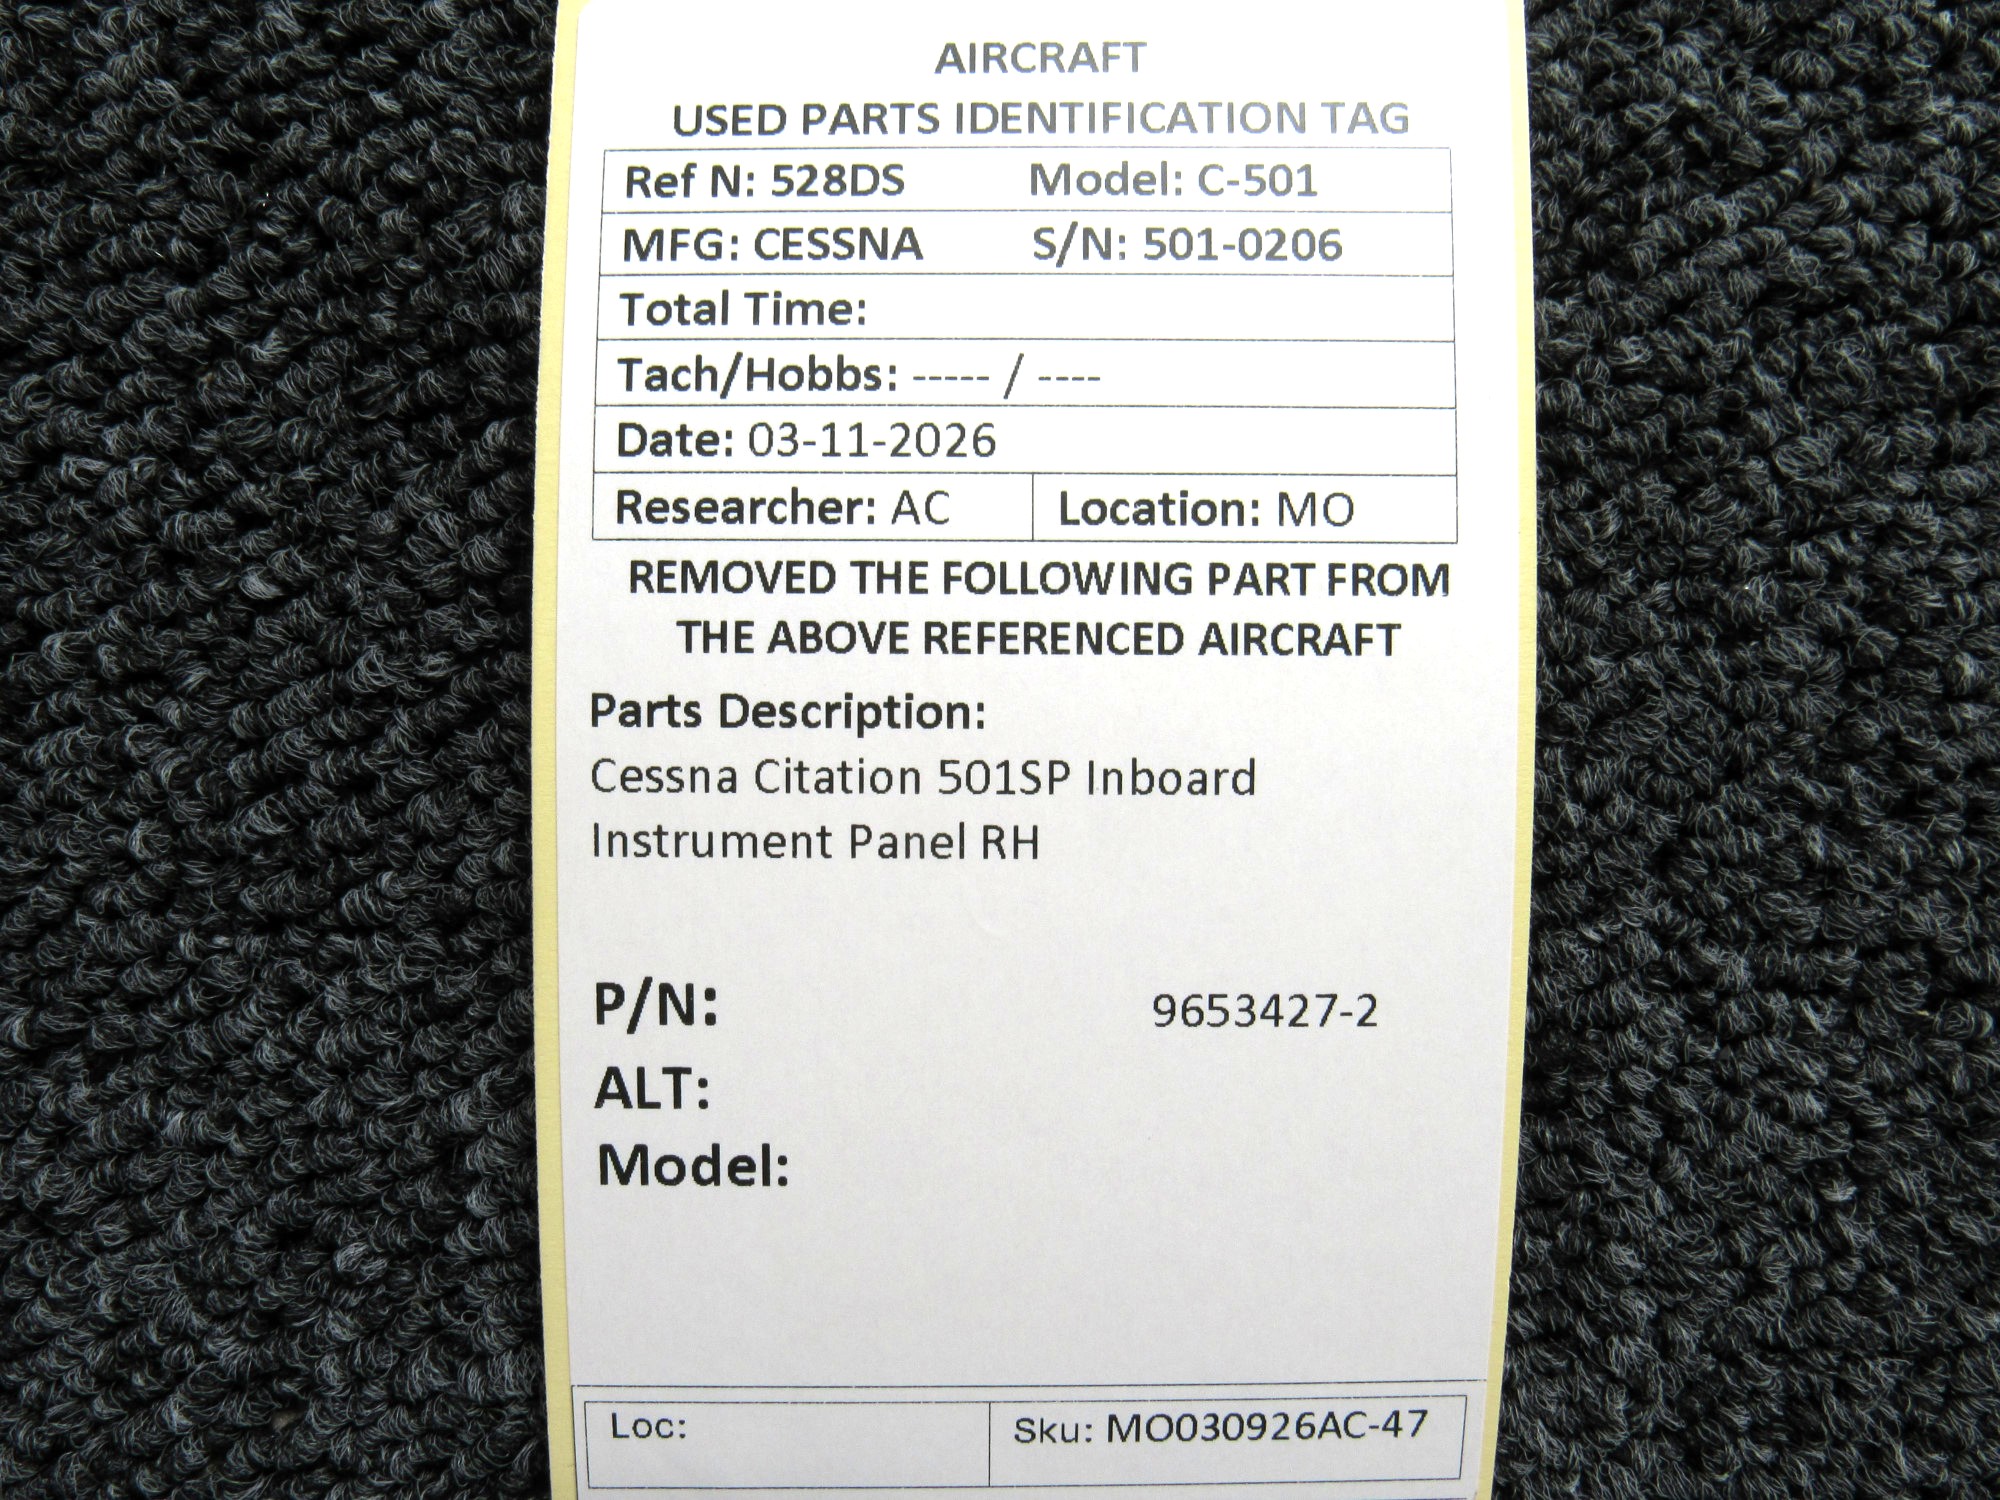 AIRCRAFT
USED PARTS IDENTIFICATION TAG
Ref N: 528DS Model: C-501
MFG: CESSNA S/N: 501-0206
Total Time:
Tach/Hobbs: ----- / ----
Date: 03-11-2026
Researcher: AC Location: MO
REMOVED THE FOLLOWING PART FROM
THE ABOVE REFERENCED AIRCRAFT
Parts Description:
Cessna Citation 501SP Inboard
Instrument Panel RH
P/N: 9653427-2
ALT:
Model:
Loc: Sku: MO030926AC-47